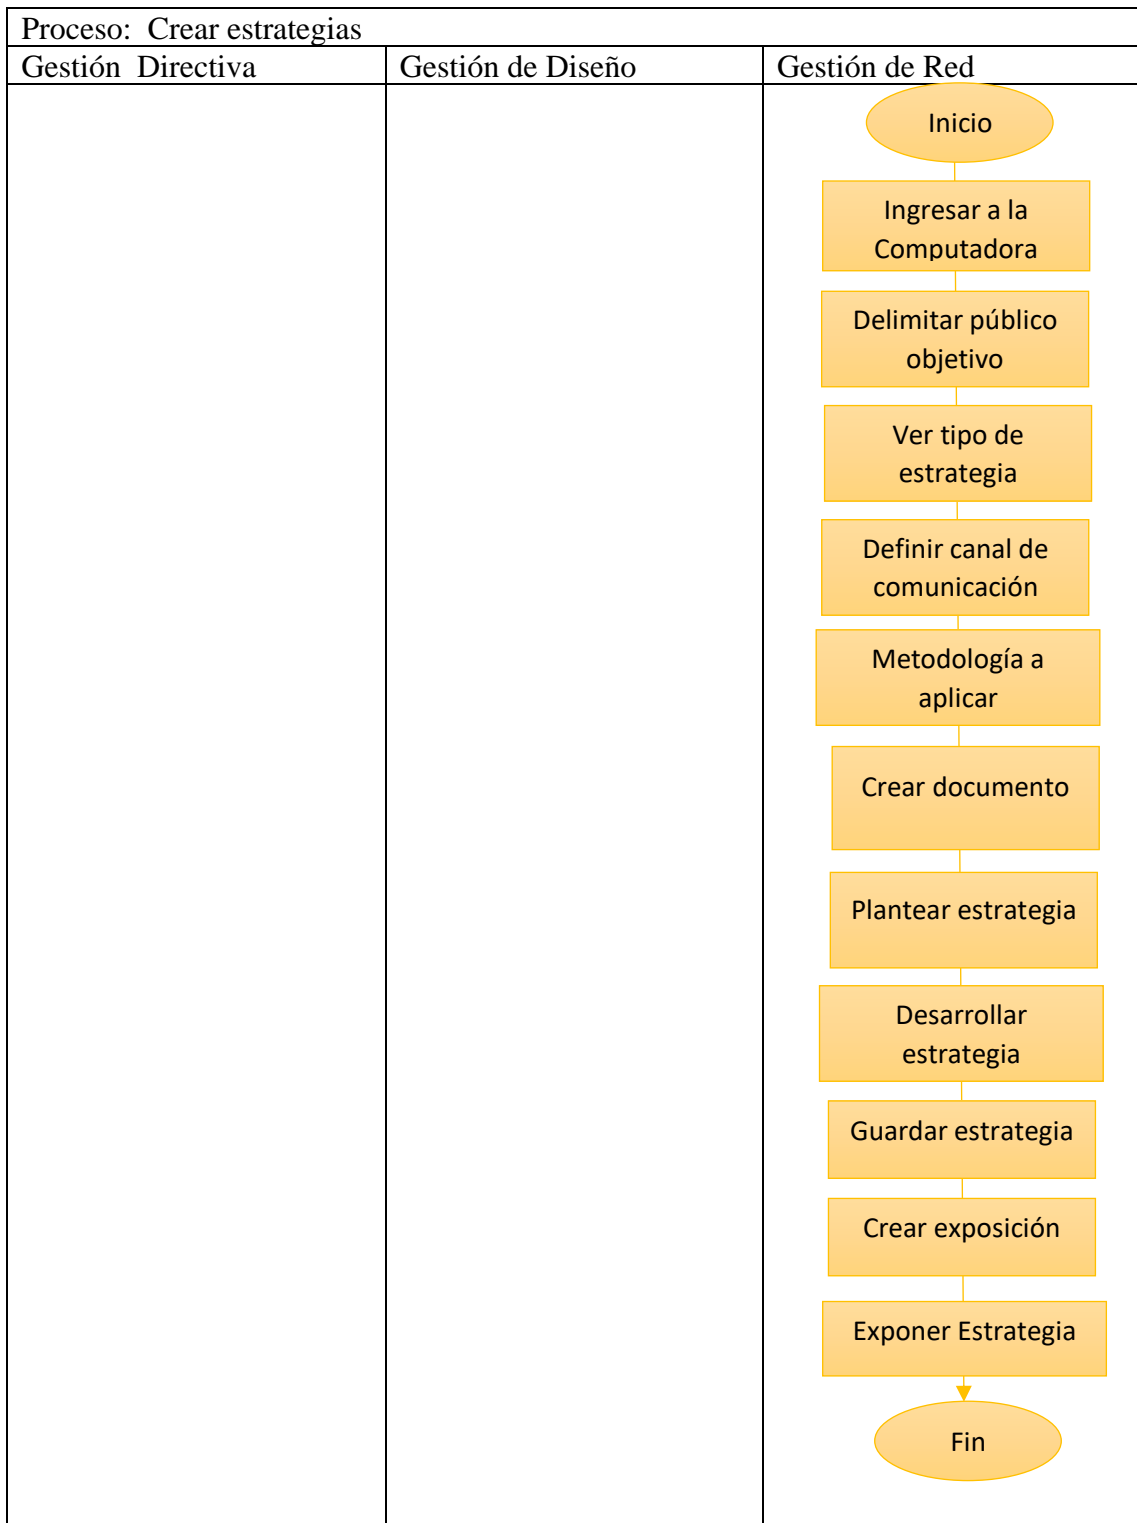 Proceso: Crear estrategias
Gestión Directiva
Gestión de Diseño
Gestión de Red
Inicio
Ingresar a la
Computadora
Delimitar público
objetivo
Ver tipo de
estrategia
Definir canal de
comunicación
Metodología a
aplicar
Crear documento
Plantear estrategia
Desarrollar
estrategia
Guardar estrategia
Crear exposición
Exponer Estrategia
Fin